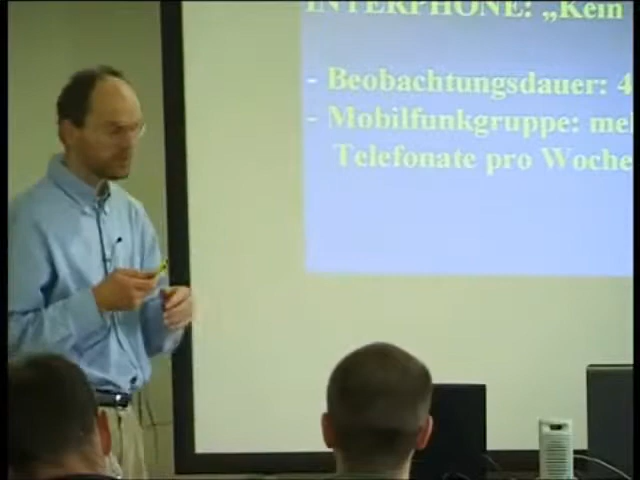 INTERPHONE: „Kein
- Beobachtungsdauer: 4
- Mobilfunkgruppe: me
Telefonate pro Woche